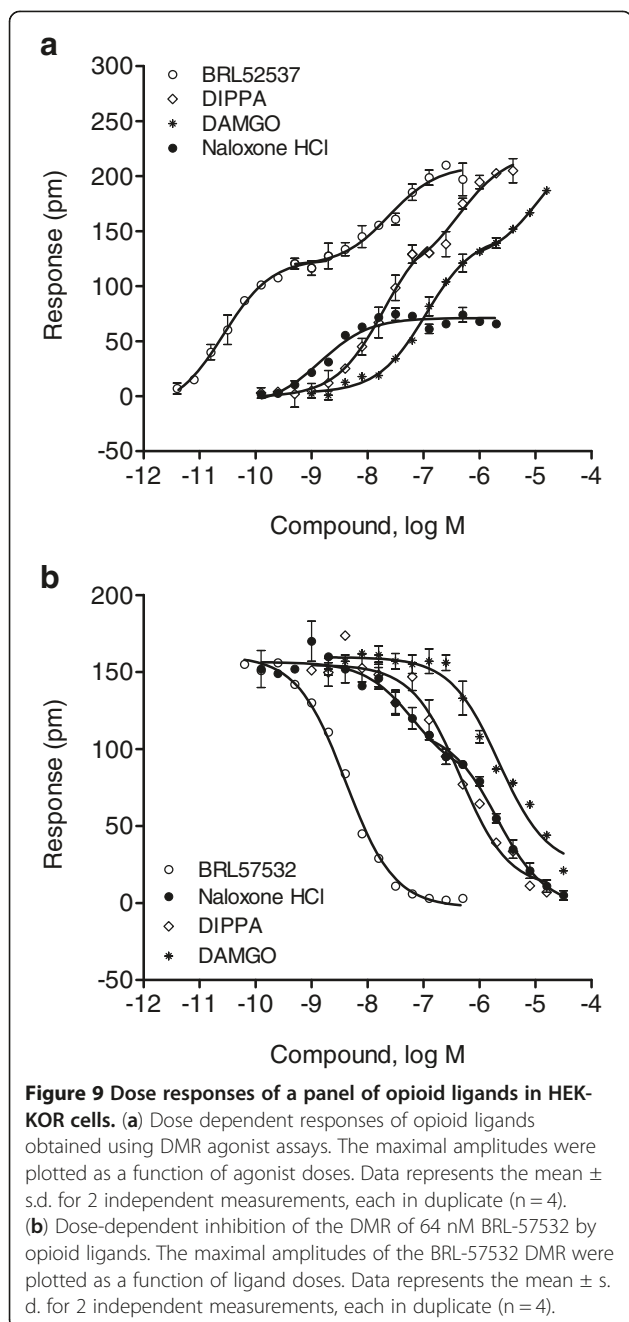 a
300
250
200
150
100
50
0
-50
Response (pm)
BRL52537
DIPPA
DAMGO
Naloxone HCl
-12 -11 -10 -9 -8 -7 -6 -5 -4
Compound, log M
b
200
150
100
50
0
-50
Response (pm)
BRL57532
Naloxone HCl
DIPPA
DAMGO
-12 -11 -10 -9 -8 -7 -6 -5 -4
Compound, log M
Figure 9 Dose responses of a panel of opioid ligands in HEK-
KOR cells. (a) Dose dependent responses of opioid ligands
obtained using DMR agonist assays. The maximal amplitudes were
plotted as a function of agonist doses. Data represents the mean ±
s.d. for 2 independent measurements, each in duplicate (n = 4).
(b) Dose-dependent inhibition of the DMR of 64 nM BRL-57532 by
opioid ligands. The maximal amplitudes of the BRL-57532 DMR were
plotted as a function of ligand doses. Data represents the mean ± s.
d. for 2 independent measurements, each in duplicate (n = 4).